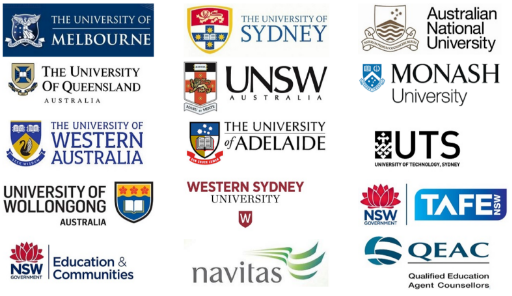 THE UNIVERSITY OF
MELBOURNE
THE UNIVERSITY OF
SYDNEY
Australian
National
University
THE UNIVERSITY
OF QUEENSLAND
AUSTRALIA
UNSW
AUSTRALIA
MONASH
University
THE UNIVERSITY OF
WESTERN
AUSTRALIA
THE UNIVERSITY
of ADELAIDE
UTS
UNIVERSITY OF TECHNOLOGY, SYDNEY
UNIVERSITY OF
WOLLONGONG
AUSTRALIA
WESTERN SYDNEY
UNIVERSITY
W
NSW
GOVERNMENT
TAFE
NSW
NSW
GOVERNMENT
Education &
Communities
navitas
QEAC
Qualified Education
Agent Counsellors